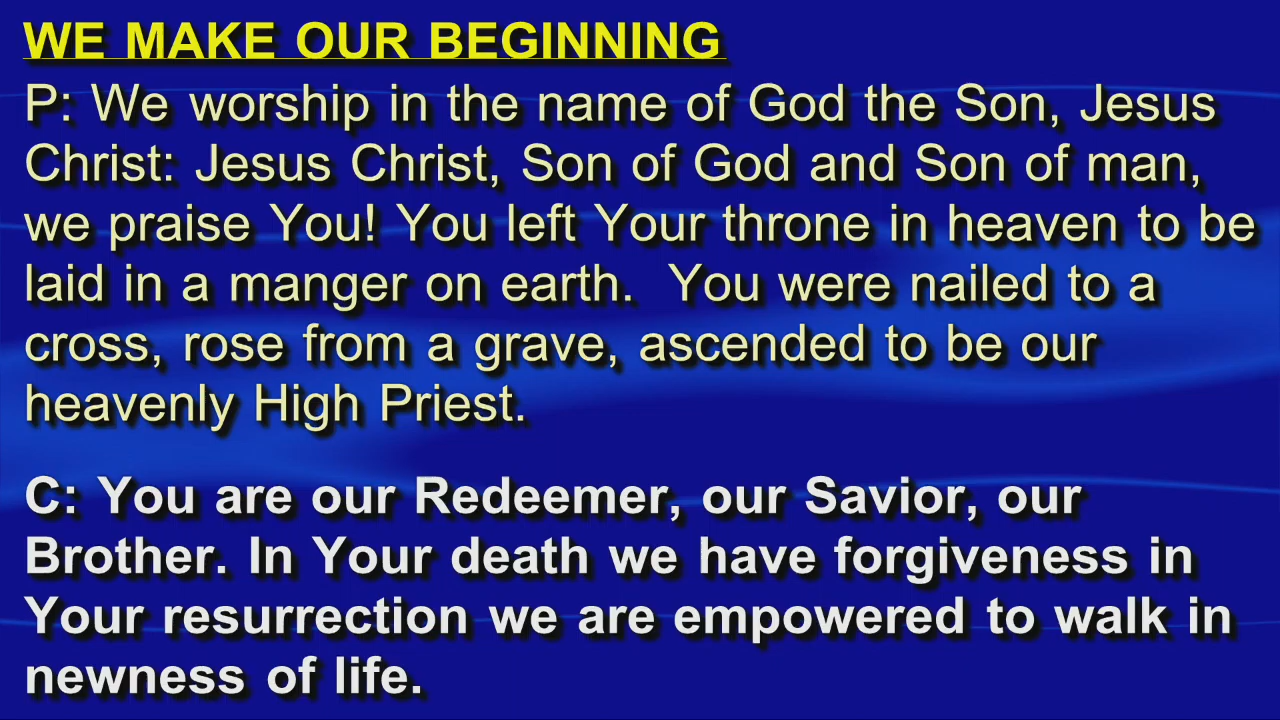 WE MAKE OUR BEGINNING
P: We worship in the name of God the Son, Jesus
Christ: Jesus Christ, Son of God and Son of man,
we praise You! You left Your throne in heaven to be
laid in a manger on earth.  You were nailed to a
cross, rose from a grave, ascended to be our
heavenly High Priest.
C: You are our Redeemer, our Savior, our
Brother. In Your death we have forgiveness in
Your resurrection we are empowered to walk in
newness of life.